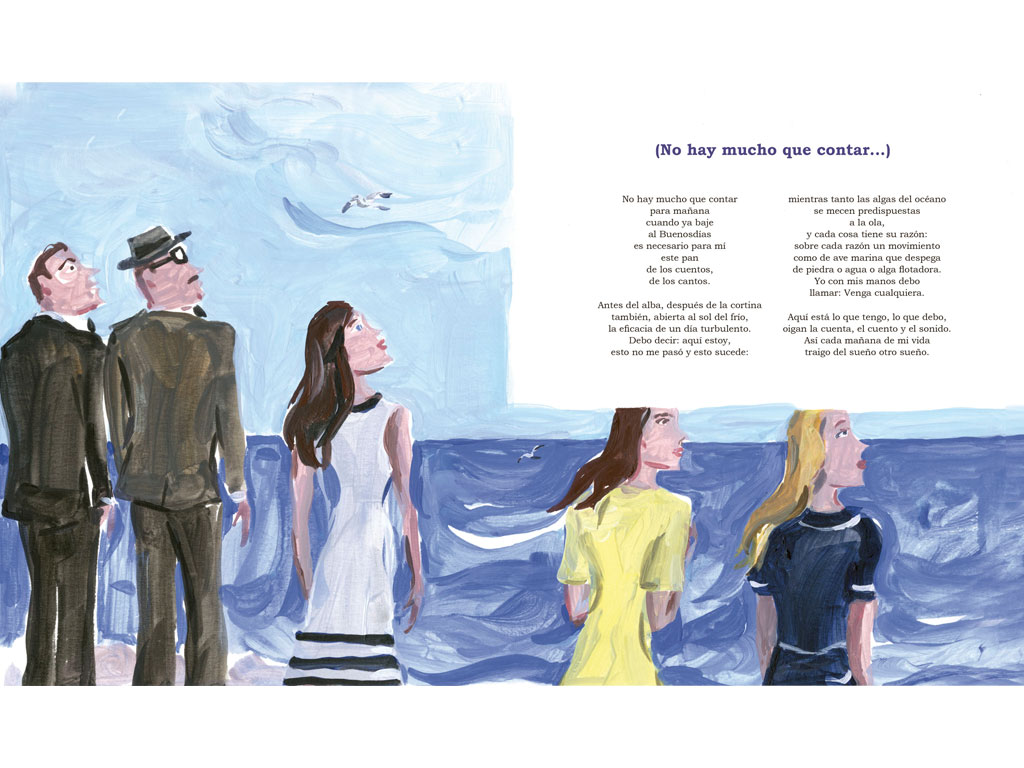 (No hay mucho que contar...)
No hay mucho que contar
para mañana
cuando ya baje
al Buenosdías
es necesario para mí
este pan
de los cuentos,
de los cantos.
Antes del alba, después de la cortina
también, abierta al sol del frío,
la eficacia de un día turbulento.
Debo decir: aquí estoy,
esto no me pasó y esto sucede:
mientras tanto las algas del océano
se mecen predispuestas
a la ola,
y cada cosa tiene su razón:
sobre cada razón un movimiento
como de ave marina que despega
de piedra o agua o alga flotadora.
Yo con mis manos debo
llamar: Venga cualquiera.
Aquí está lo que tengo, lo que debo,
oigan la cuenta, el cuento y el sonido.
Así cada mañana de mi vida
traigo del sueño otro sueño.